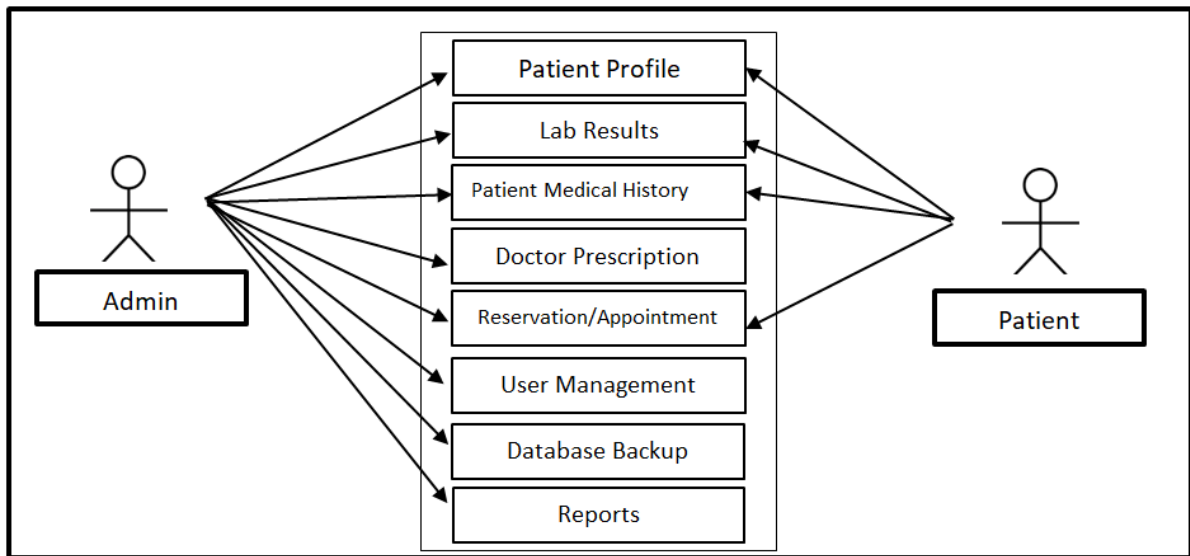 Patient Profile
Lab Results
Patient Medical History
Doctor Prescription
Reservation/Appointment
User Management
Database Backup
Reports
Admin
Patient